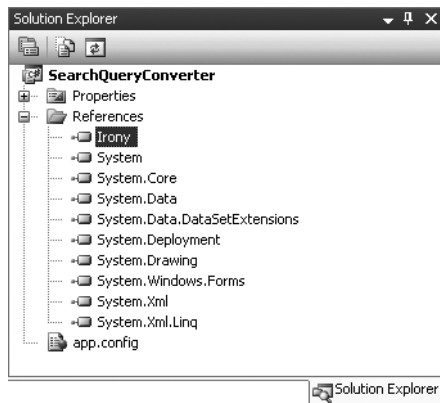 Solution Explorer
SearchQueryConverter
Properties
References
Irony
System
System.Core
System.Data
System.Data.DataSetExtensions
System.Deployment
System.Drawing
System.Windows.Forms
System.Xml
System.Xml.Linq
app.config
Solution Explorer